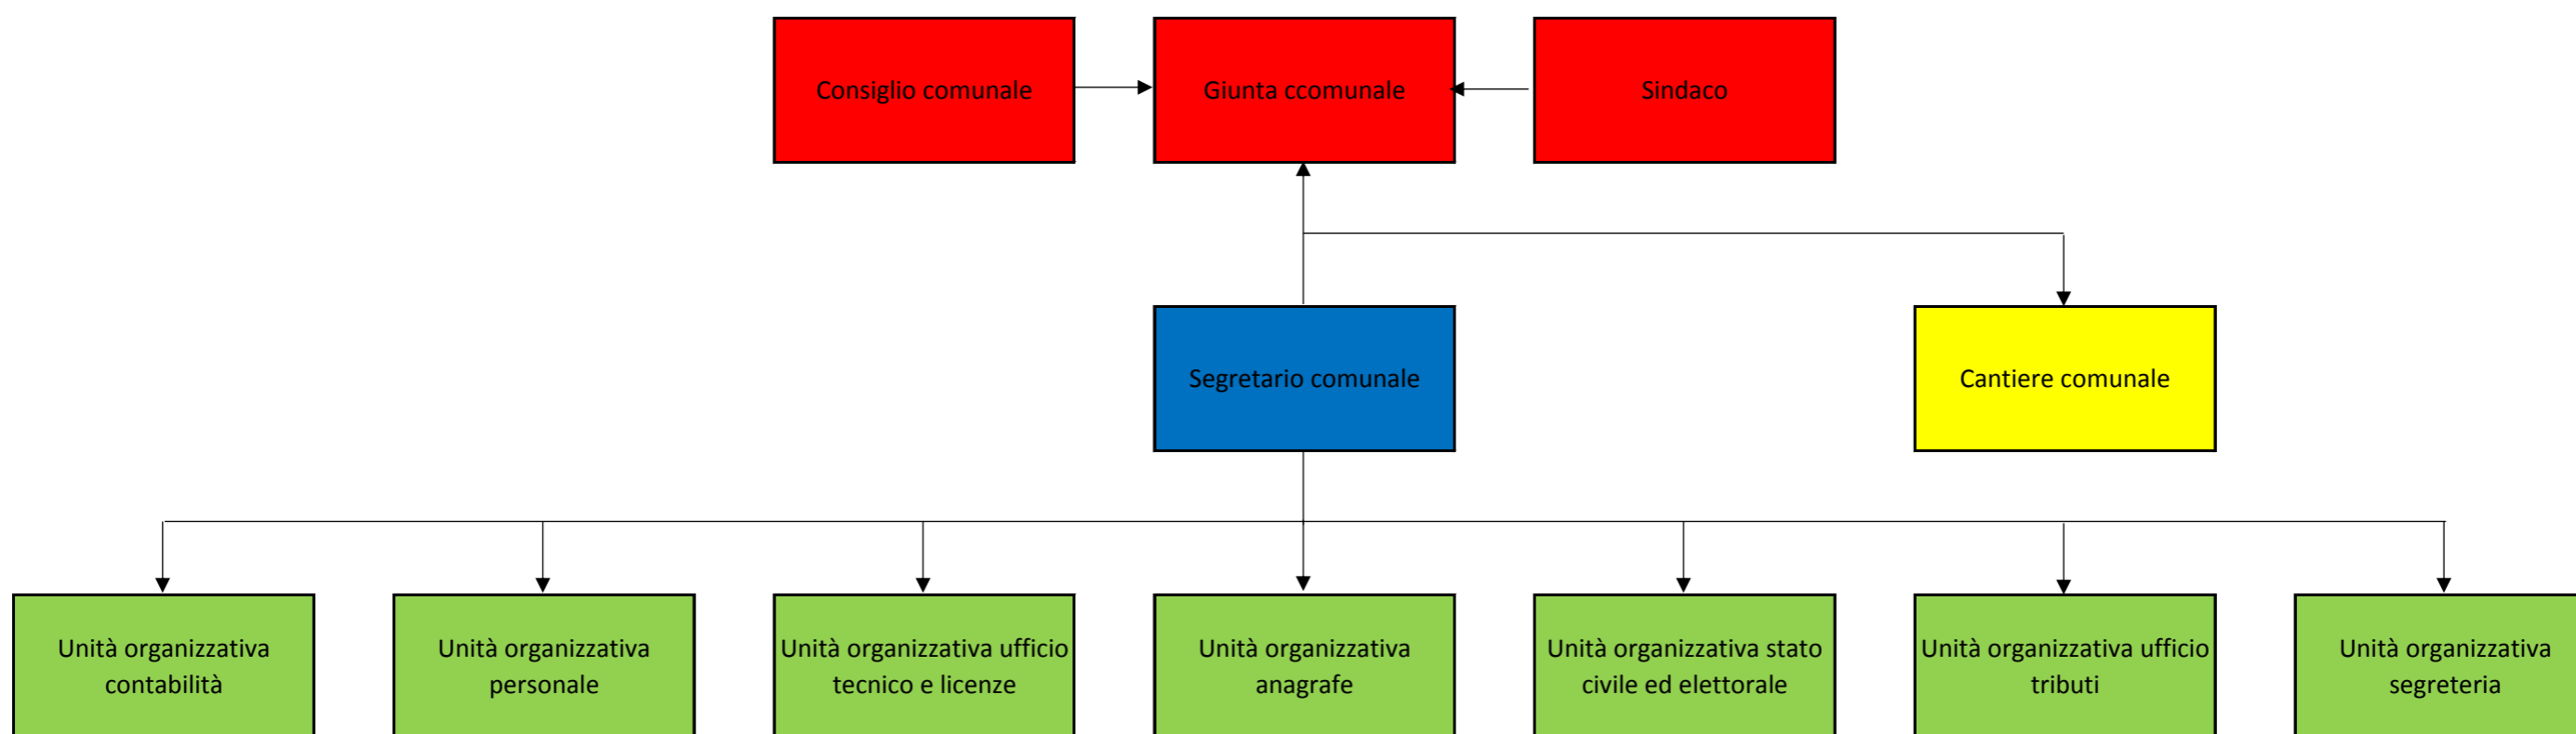 Consiglio comunale
Giunta ccomunale
Sindaco
Segretario comunale
Cantiere comunale
Unità organizzativa
contabilità
Unità organizzativa
personale
Unità organizzativa ufficio
tecnico e licenze
Unità organizzativa
anagrafe
Unità organizzativa stato
civile ed elettorale
Unità organizzativa ufficio
tributi
Unità organizzativa
segreteria